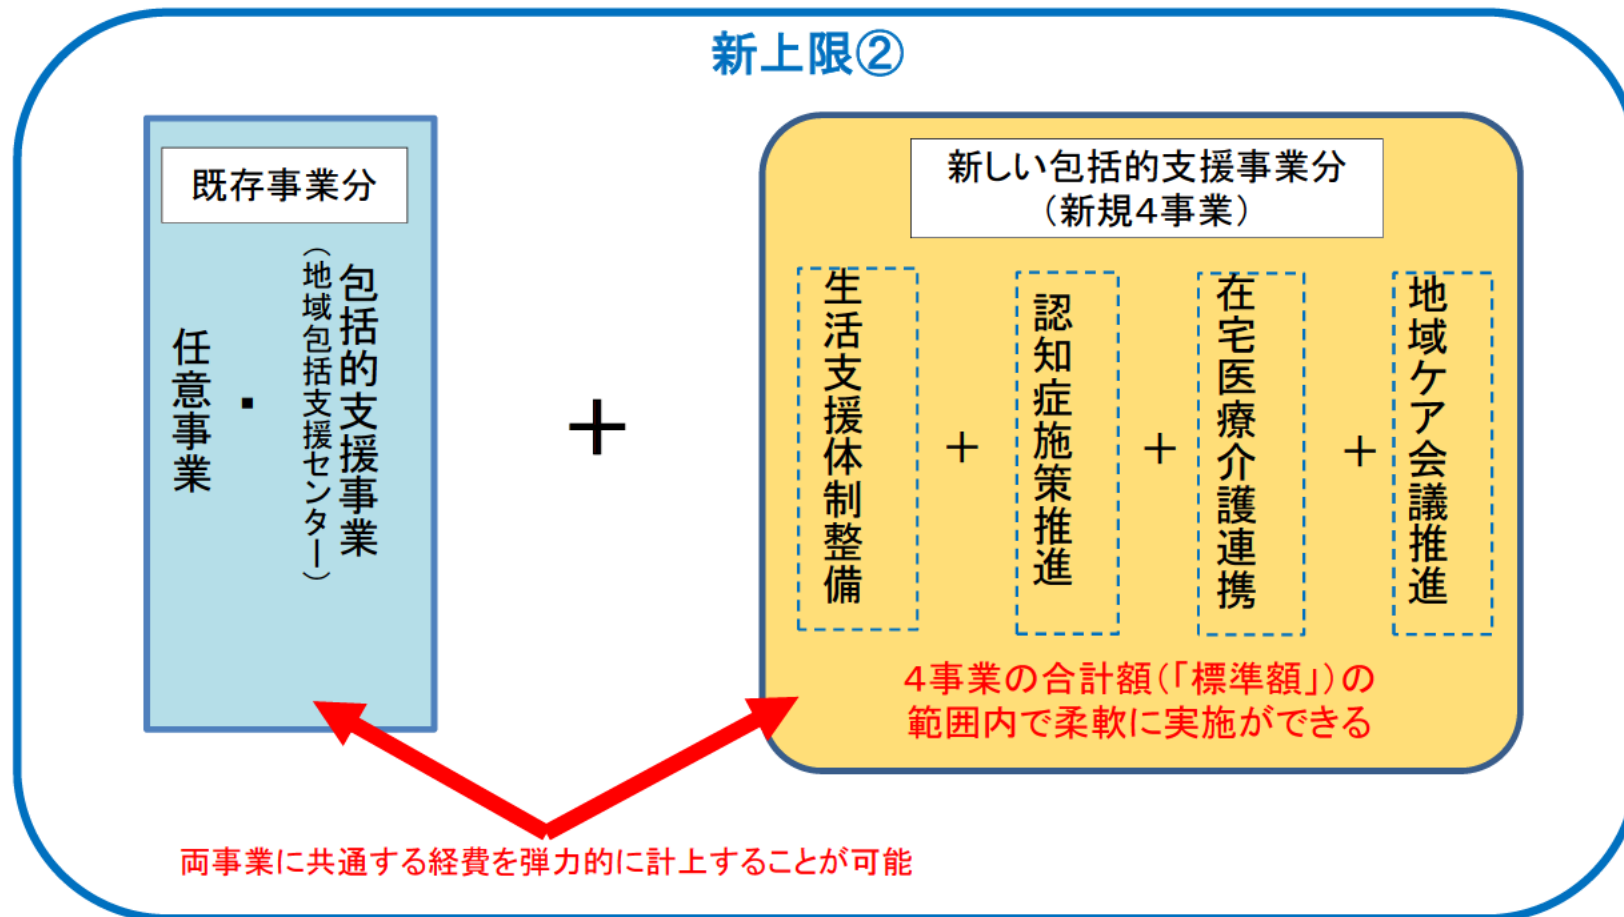 新上限②
既存事業分
包括的支援事業
（地域包括支援センター）
・
任意事業
＋
新しい包括的支援事業分
（新規４事業）
生活支援体制整備
＋
認知症施策推進
＋
在宅医療介護連携
＋
地域ケア会議推進
４事業の合計額（「標準額」）の
範囲内で柔軟に実施ができる
両事業に共通する経費を弾力的に計上することが可能